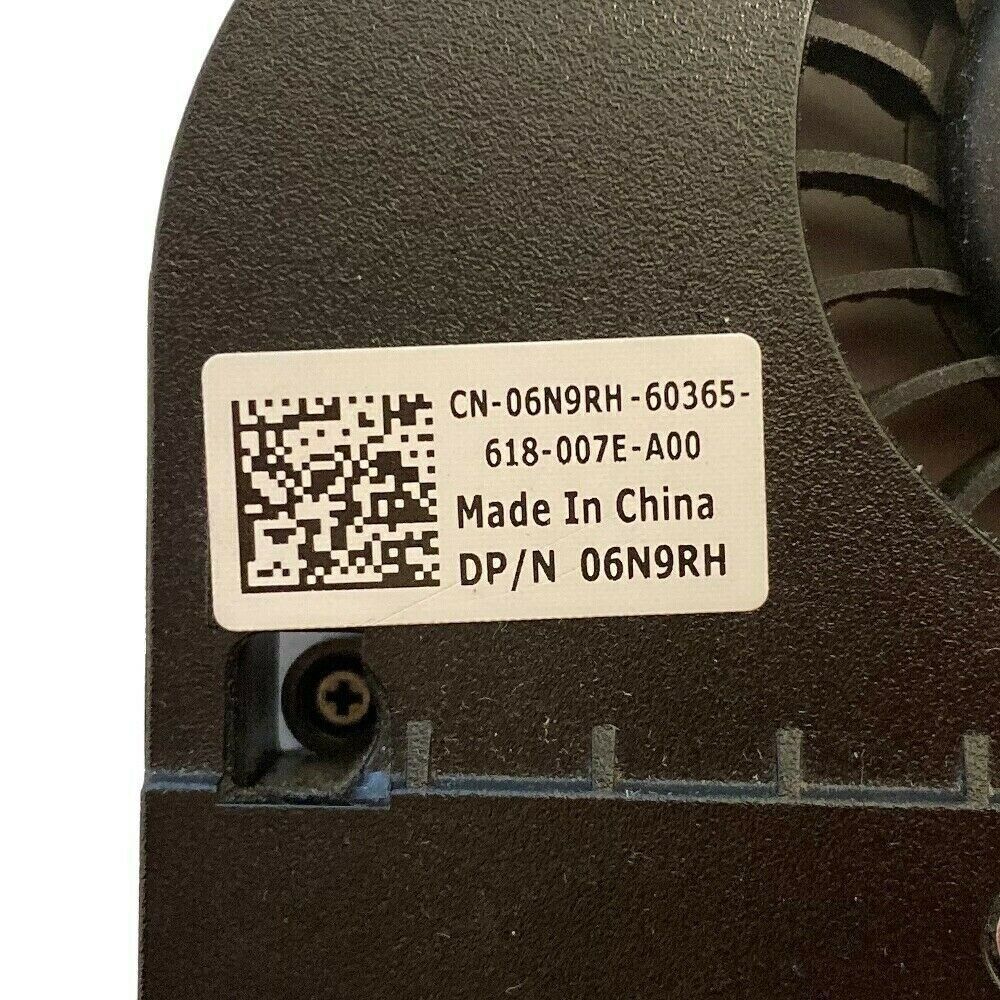 CN-06N9RH-60365-
618-007E-A00
Made In China
DP/N 06N9RH